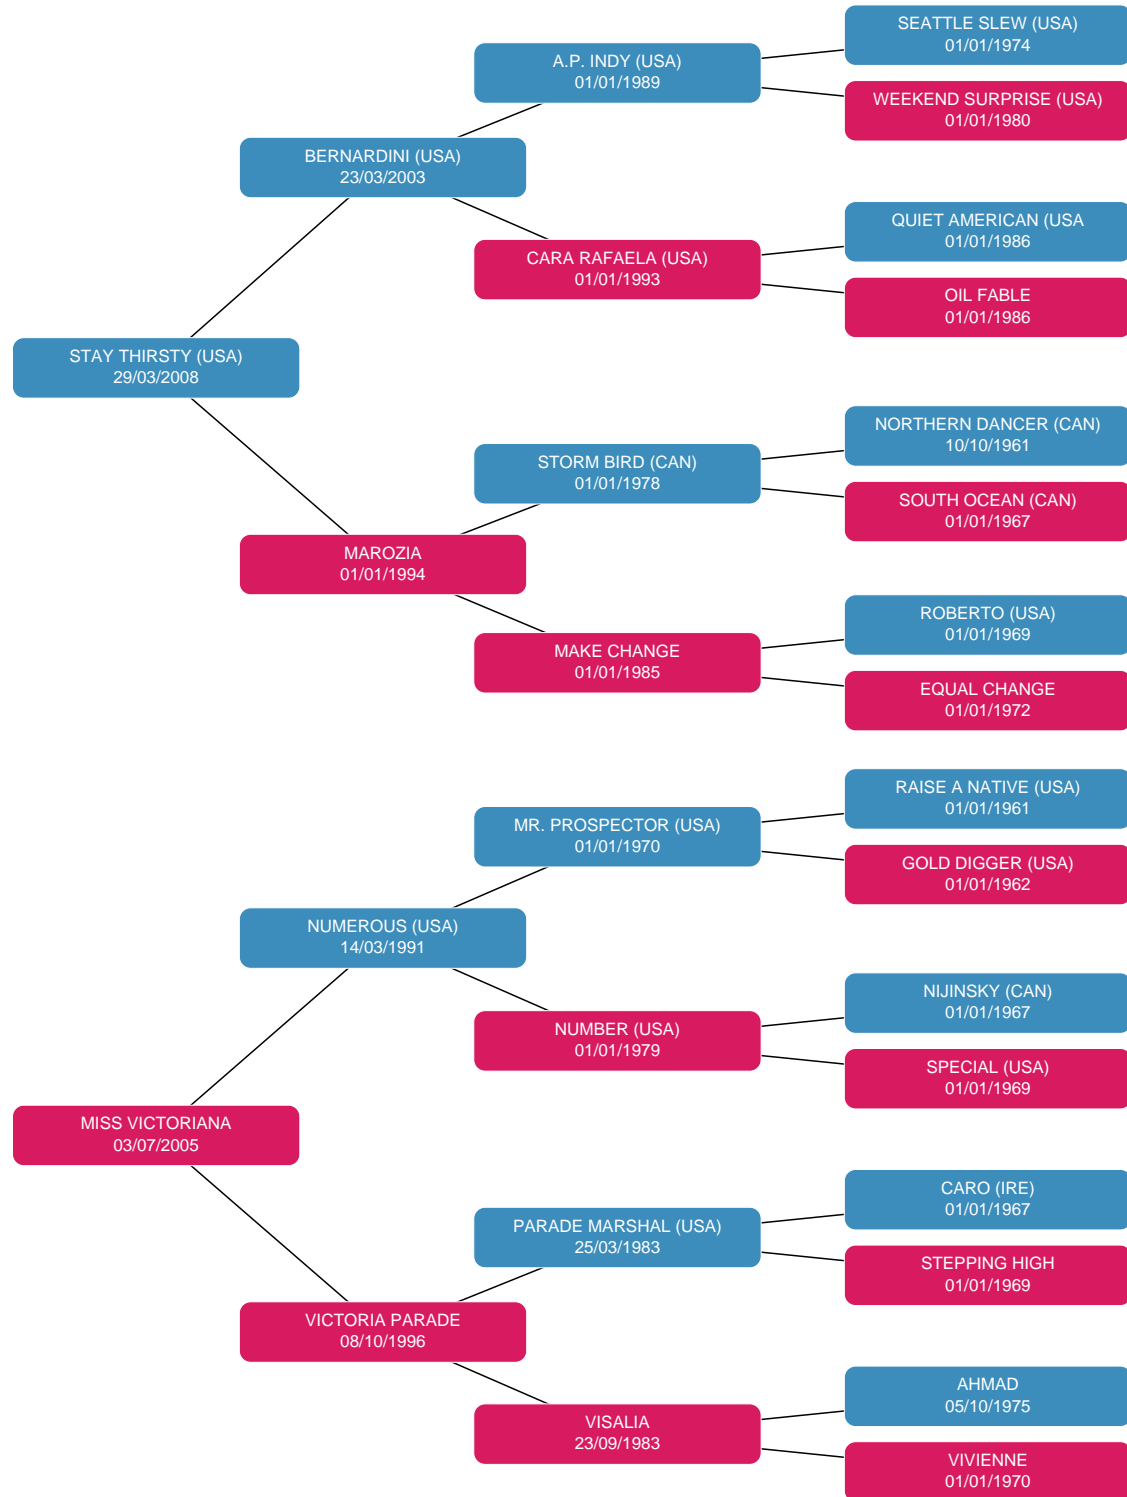 SEATTLE SLEW (USA)
01/01/1974
A.P. INDY (USA)
01/01/1989
WEEKEND SURPRISE (USA)
01/01/1980
BERNARDINI (USA)
23/03/2003
QUIET AMERICAN (USA
01/01/1986
CARA RAFAELA (USA)
01/01/1993
OIL FABLE
01/01/1986
STAY THIRSTY (USA)
29/03/2008
NORTHERN DANCER (CAN)
10/10/1961
STORM BIRD (CAN)
01/01/1978
SOUTH OCEAN (CAN)
01/01/1967
MAROZIA
01/01/1994
ROBERTO (USA)
01/01/1969
MAKE CHANGE
01/01/1985
EQUAL CHANGE
01/01/1972
RAISE A NATIVE (USA)
01/01/1961
MR. PROSPECTOR (USA)
01/01/1970
GOLD DIGGER (USA)
01/01/1962
NUMEROUS (USA)
14/03/1991
NIJINSKY (CAN)
01/01/1967
NUMBER (USA)
01/01/1979
SPECIAL (USA)
01/01/1969
MISS VICTORIANA
03/07/2005
CARO (IRE)
01/01/1967
PARADE MARSHAL (USA)
25/03/1983
STEPPING HIGH
01/01/1969
VICTORIA PARADE
08/10/1996
AHMAD
05/10/1975
VISALIA
23/09/1983
VIVIENNE
01/01/1970